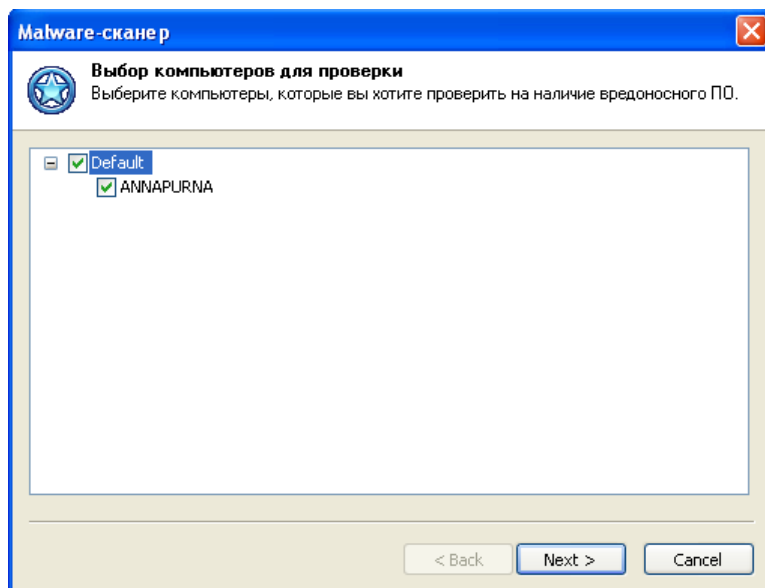 Malware-сканер
Выбор компьютеров для проверки
Выберите компьютеры, которые вы хотите проверить на наличие вредоносного ПО.
Default
ANNAPURNA
< Back
Next >
Cancel